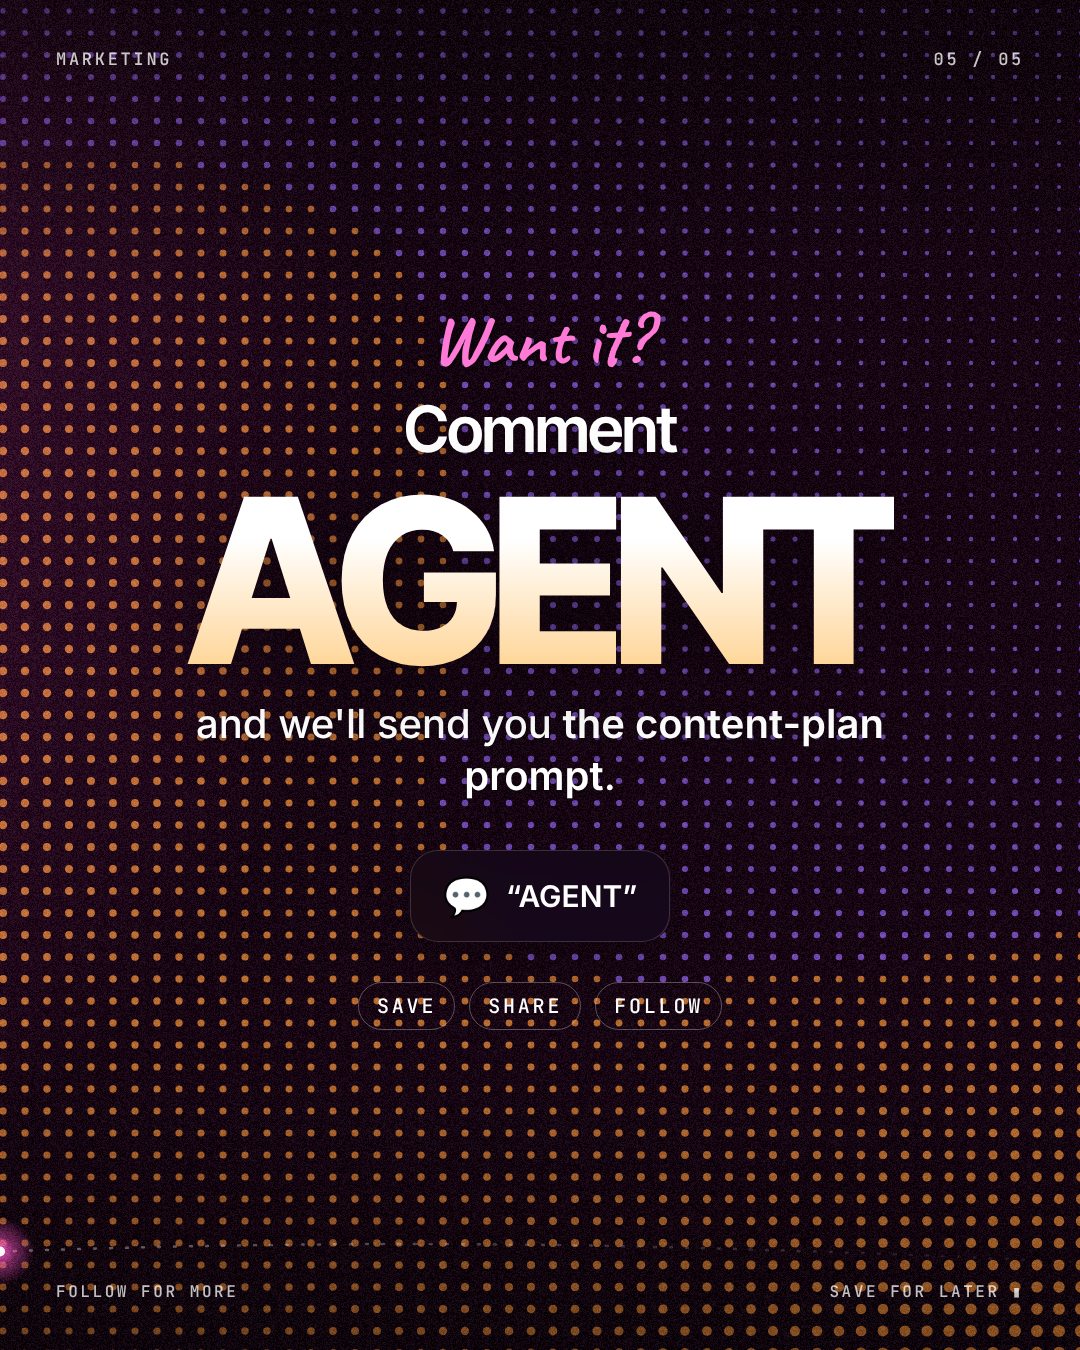 MARKETING
05 / 05
Want it?
Comment
AGENT
and we'll send you the content-plan
prompt.
💬 “AGENT”
SAVE SHARE FOLLOW
FOLLOW FOR MORE
SAVE FOR LATER